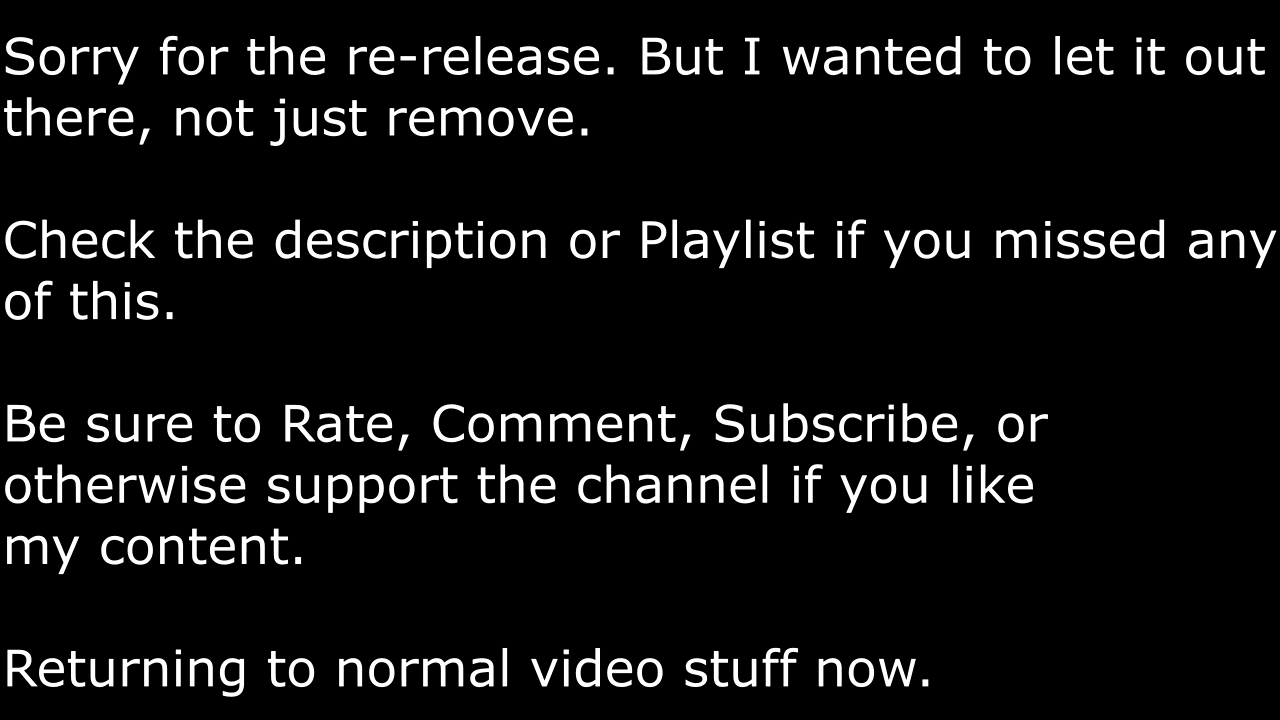 Sorry for the re-release. But I wanted to let it out
there, not just remove.
Check the description or Playlist if you missed any
of this.
Be sure to Rate, Comment, Subscribe, or
otherwise support the channel if you like
my content.
Returning to normal video stuff now.